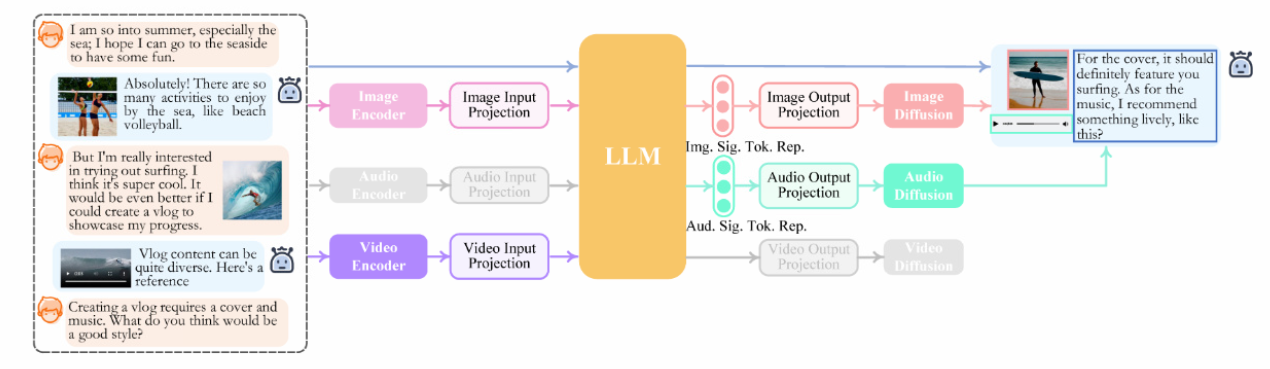 I am so into summer, especially the
sea; I hope I can go to the seaside
to have some fun.
Absolutely! There are so
many activities to enjoy
by the sea, like beach
volleyball.
But I'm really interested
in trying out surfing. I
think it's super cool. It
would be even better if I
could create a vlog to
showcase my progress.
Vlog content can be
quite diverse. Here's a
reference
Creating a vlog requires a cover and
music. What do you think would be
a good style?
Image
Encoder
Image Input
Projection
Audio
Encoder
Audio Input
Projection
Video
Encoder
Video Input
Projection
LLM
Img. Sig. Tok. Rep.
Image Output
Projection
Image
Diffusion
Aud. Sig. Tok. Rep.
Audio Output
Projection
Audio
Diffusion
Video Output
Projection
Video
Diffusion
For the cover, it should
definitely feature you
surfing. As for the
music, I recommend
something lively, like
this?